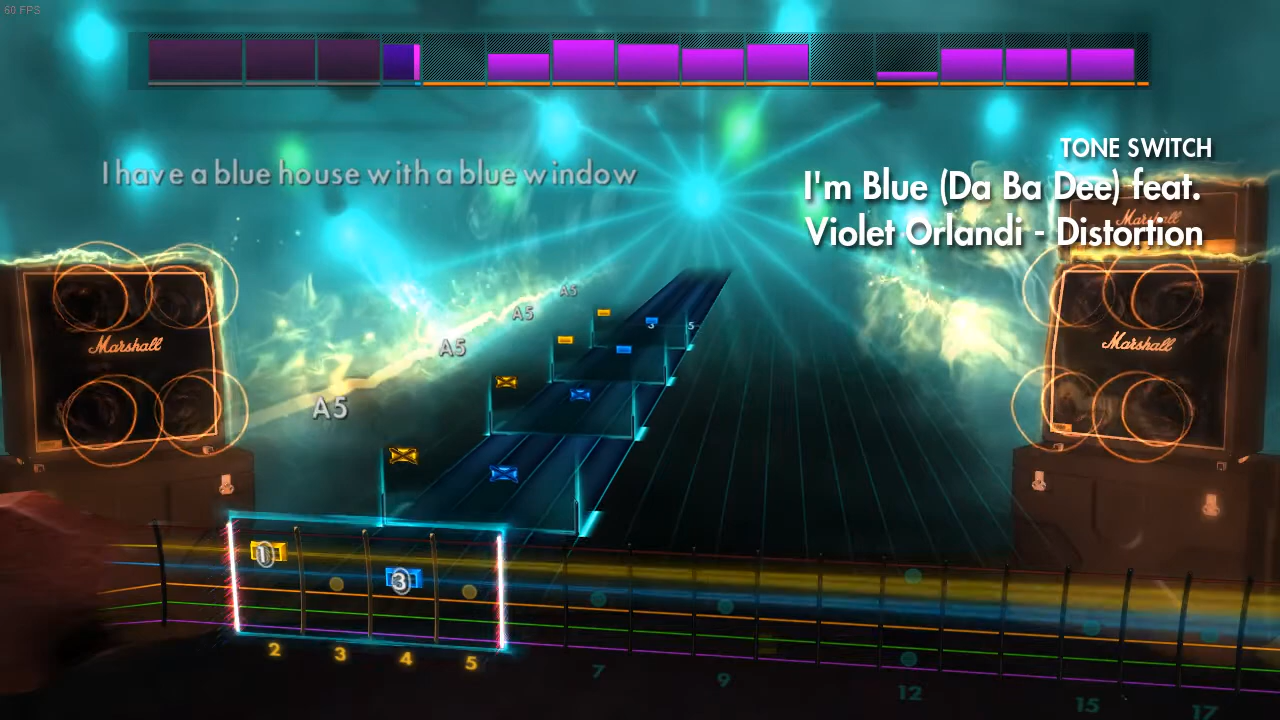 60 FPS
TONE SWITCH
I'm Blue (Da Ba Dee) feat.
Violet Orlandi - Distortion
I have a blue house with a blue window
Marshall
Marshall
Marshall
A5
A5
A5
A5
3 5
1
3
2 3 4 5 7 9 12 15 17